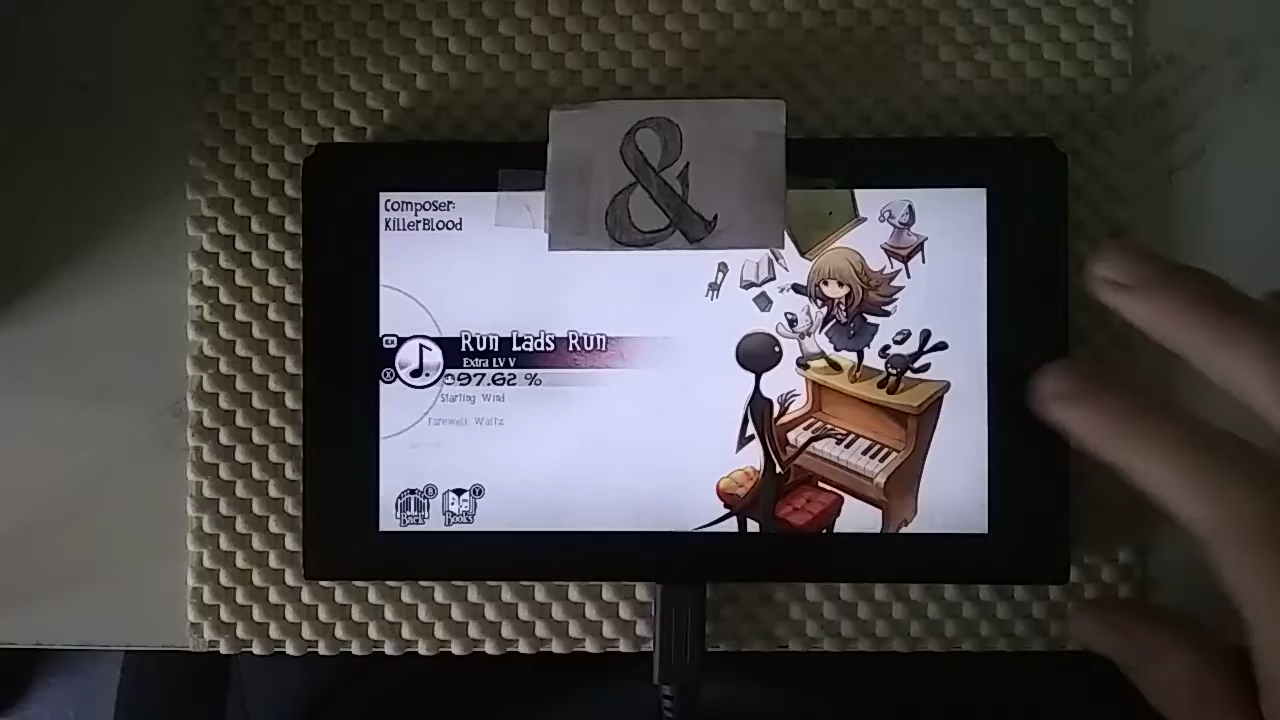 &
Composer:
KillerBlood
Run Lads Run
Extra LV V
97.62 %
Starting Wind
Farewell Waltz
X
B
Back
Y
Books